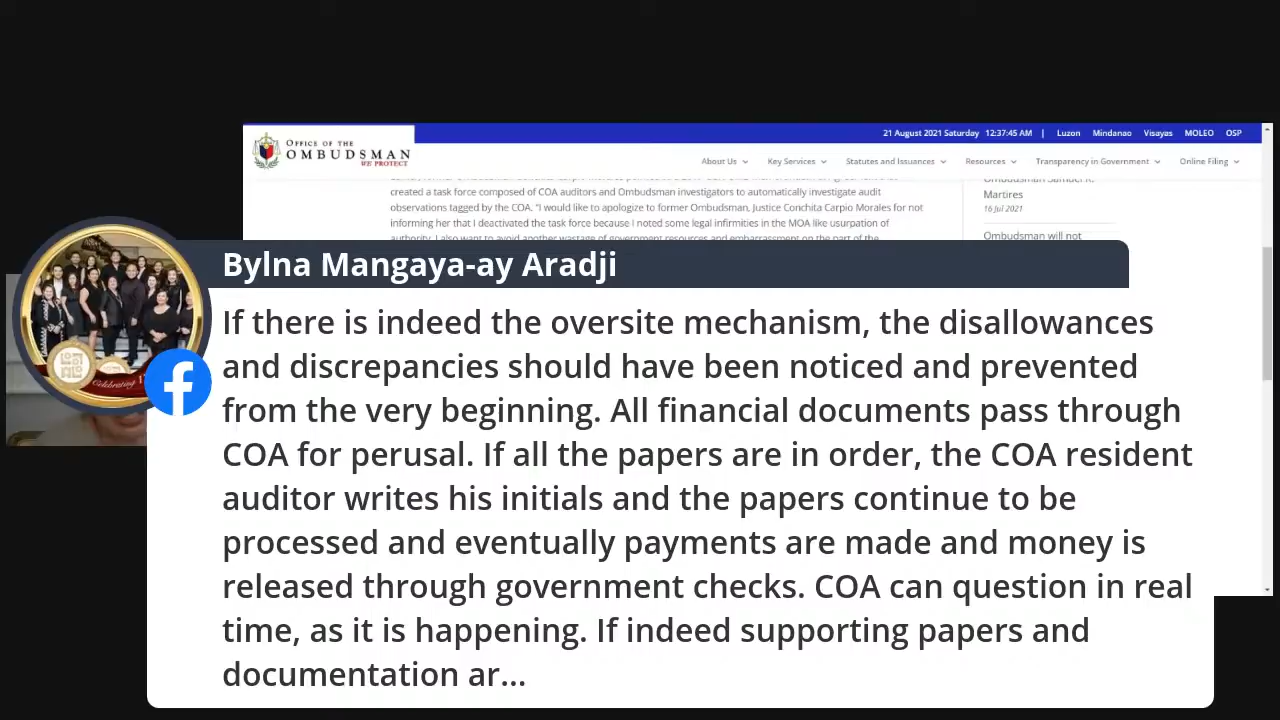 21 August 2021 Saturday 12:37:45 AM | Luzon Mindanao Visayas MOLEO OSP
OFFICE OF THE
OMBUDSMAN
WE PROTECT
About Us Key Services Statutes and Issuances Resources Transparency in Government Online Filing
created a task force composed of COA auditors and Ombudsman investigators to automatically investigate audit
observations tagged by the COA. "I would like to apologize to former Ombudsman, Justice Conchita Carpio Morales for not
informing her that I deactivated the task force because I noted some legal infirmities in the MOA like usurpation of
authority. I also want to avoid another wastage of government resources and embarrassment on the part of the
Ombudsman Samuel R.
Martires
16 Jul 2021
Ombudsman will not
Bylna Mangaya-ay Aradji
If there is indeed the oversite mechanism, the disallowances
and discrepancies should have been noticed and prevented
from the very beginning. All financial documents pass through
COA for perusal. If all the papers are in order, the COA resident
auditor writes his initials and the papers continue to be
processed and eventually payments are made and money is
released through government checks. COA can question in real
time, as it is happening. If indeed supporting papers and
documentation ar...
Celebrating